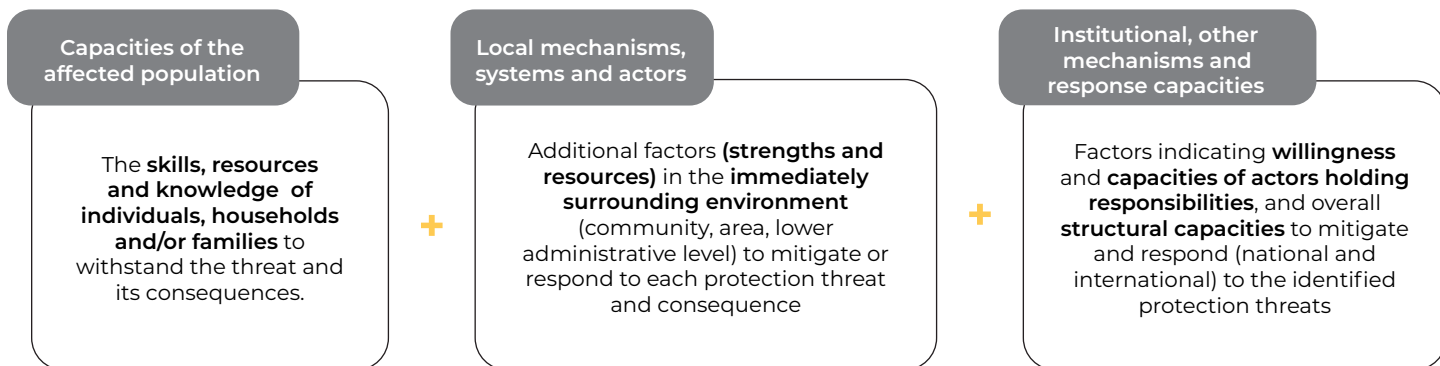 Capacities of the
affected population
The skills, resources
and knowledge of
individuals, households
and/or families to
withstand the threat and
its consequences.
+
Local mechanisms,
systems and actors
Additional factors (strengths and
resources) in the immediately
surrounding environment
(community, area, lower
administrative level) to mitigate or
respond to each protection threat
and consequence
+
Institutional, other
mechanisms and
response capacities
Factors indicating willingness
and capacities of actors holding
responsibilities, and overall
structural capacities to mitigate
and respond (national and
international) to the identified
protection threats